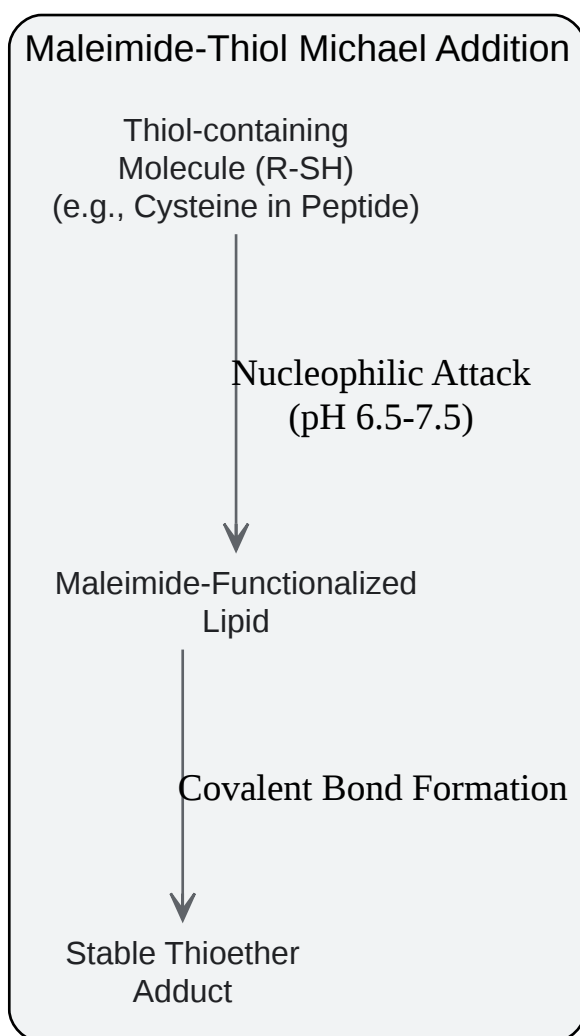 Maleimide-Thiol Michael Addition
Thiol-containing
Molecule (R-SH)
(e.g., Cysteine in Peptide)
Nucleophilic Attack
(pH 6.5-7.5)
Maleimide-Functionalized
Lipid
Covalent Bond Formation
Stable Thioether
Adduct